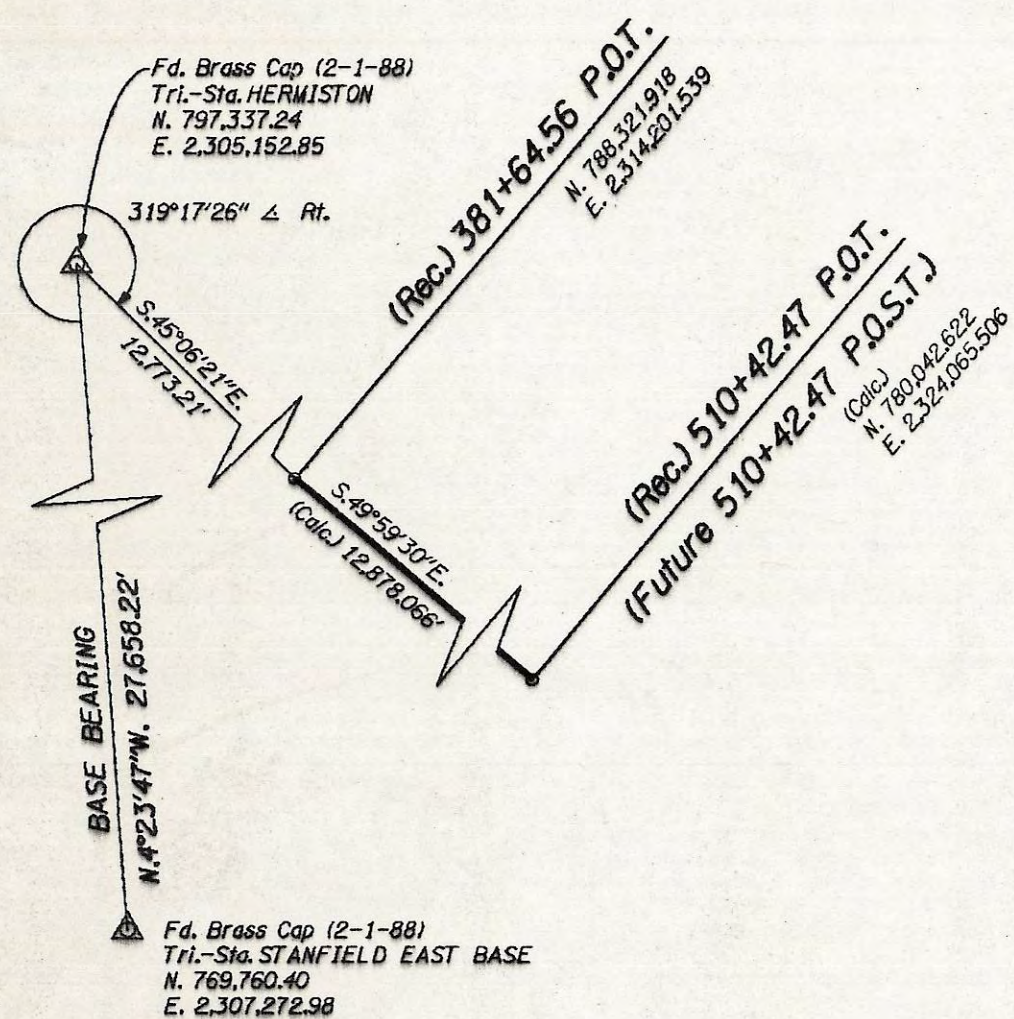 Fd. Brass Cap (2-1-88)
Tri.-Sta. HERMISTON
N. 797,337.24
E. 2,305,152.85
319°17'26" ∠ Rt.
S.45°06'21"E.
12,773.21'
(Rec.) 381+64.56 P.O.T.
N. 788,321.918
E. 2,314,201.539
S.49°59'30"E.
(Calc.) 12,878.066'
(Rec.) 510+42.47 P.O.T.
(Future 510+42.47 P.O.S.T.)
(Calc.)
N. 780,042.622
E. 2,324,065.506
BASE BEARING
N.4°23'47"W. 27,658.22'
Fd. Brass Cap (2-1-88)
Tri.-Sta. STANFIELD EAST BASE
N. 769,760.40
E. 2,307,272.98